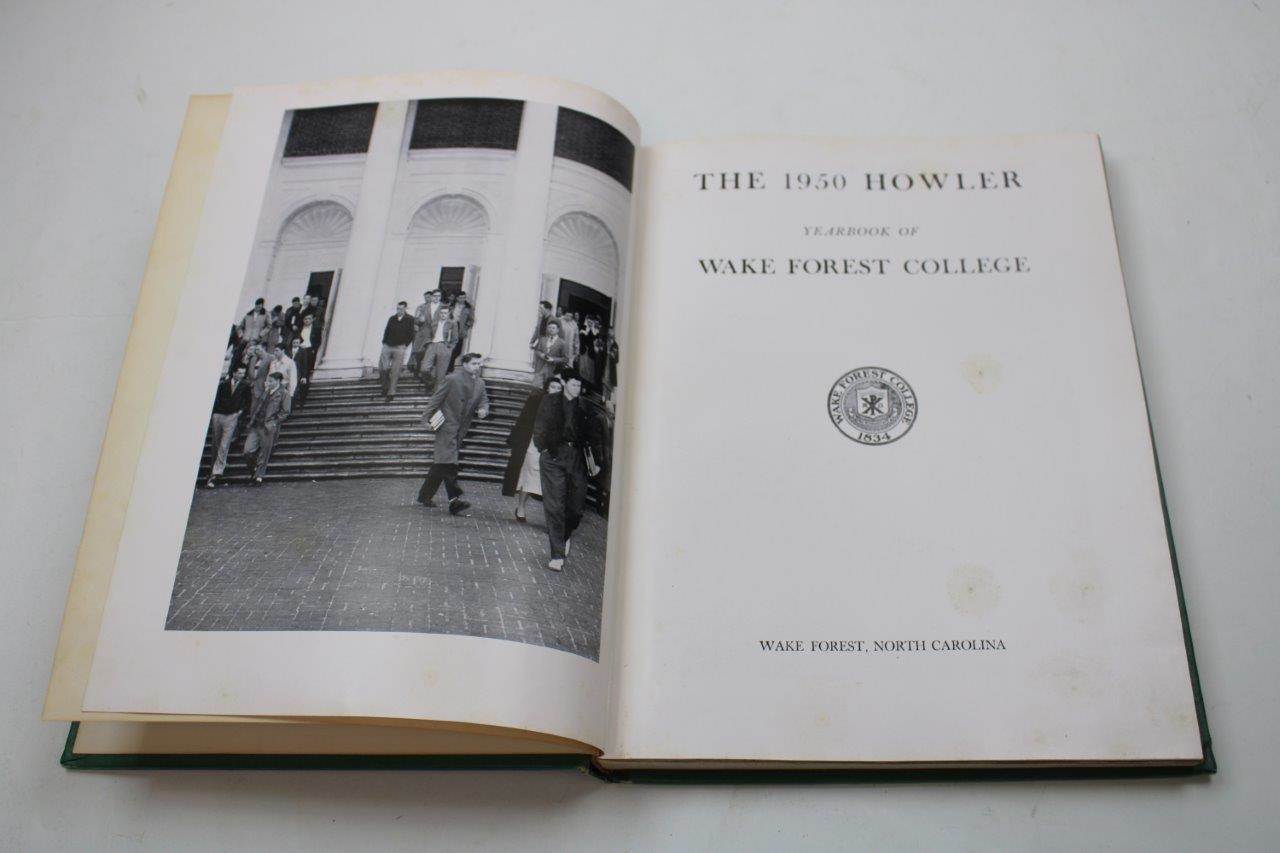 THE 1950 HOWLER
YEARBOOK OF
WAKE FOREST COLLEGE
WAKE FOREST COLLEGE
1834
WAKE FOREST, NORTH CAROLINA